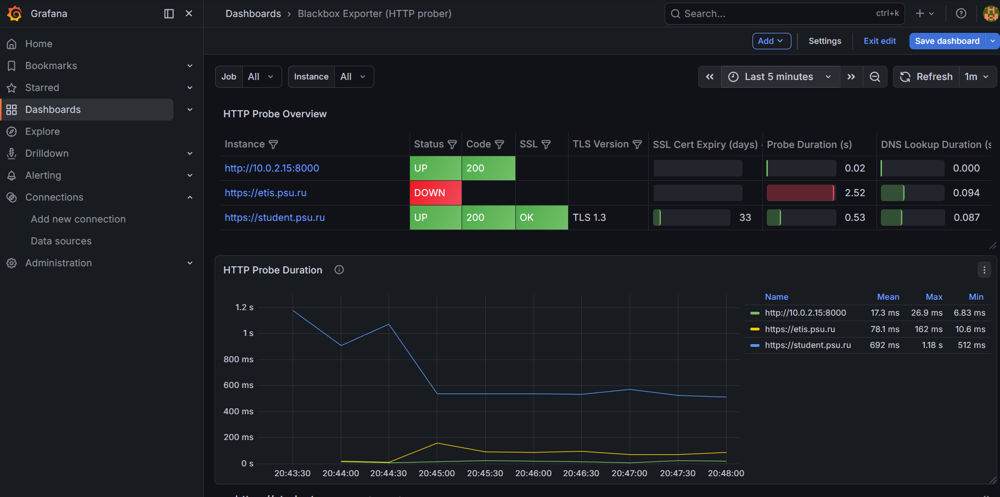 Grafana
Dashboards › Blackbox Exporter (HTTP prober)
Search... ctrl+k
Home
Bookmarks
Starred
Dashboards
Explore
Drilldown
Alerting
Connections
Add new connection
Data sources
Administration
Add Settings Exit edit Save dashboard
Job All Instance All
Last 5 minutes Refresh 1m
HTTP Probe Overview
Instance Status Code SSL TLS Version SSL Cert Expiry (days) Probe Duration (s) DNS Lookup Duration (s
http://10.0.2.15:8000 UP 200 0.02 0.000
https://etis.psu.ru DOWN 2.52 0.094
https://student.psu.ru UP 200 OK TLS 1.3 33 0.53 0.087
HTTP Probe Duration
1.2 s
1 s
800 ms
600 ms
400 ms
200 ms
0 s
20:43:30 20:44:00 20:44:30 20:45:00 20:45:30 20:46:00 20:46:30 20:47:00 20:47:30 20:48:00
Name Mean Max Min
http://10.0.2.15:8000 17.3 ms 26.9 ms 6.83 ms
https://etis.psu.ru 78.1 ms 162 ms 10.6 ms
https://student.psu.ru 692 ms 1.18 s 512 ms